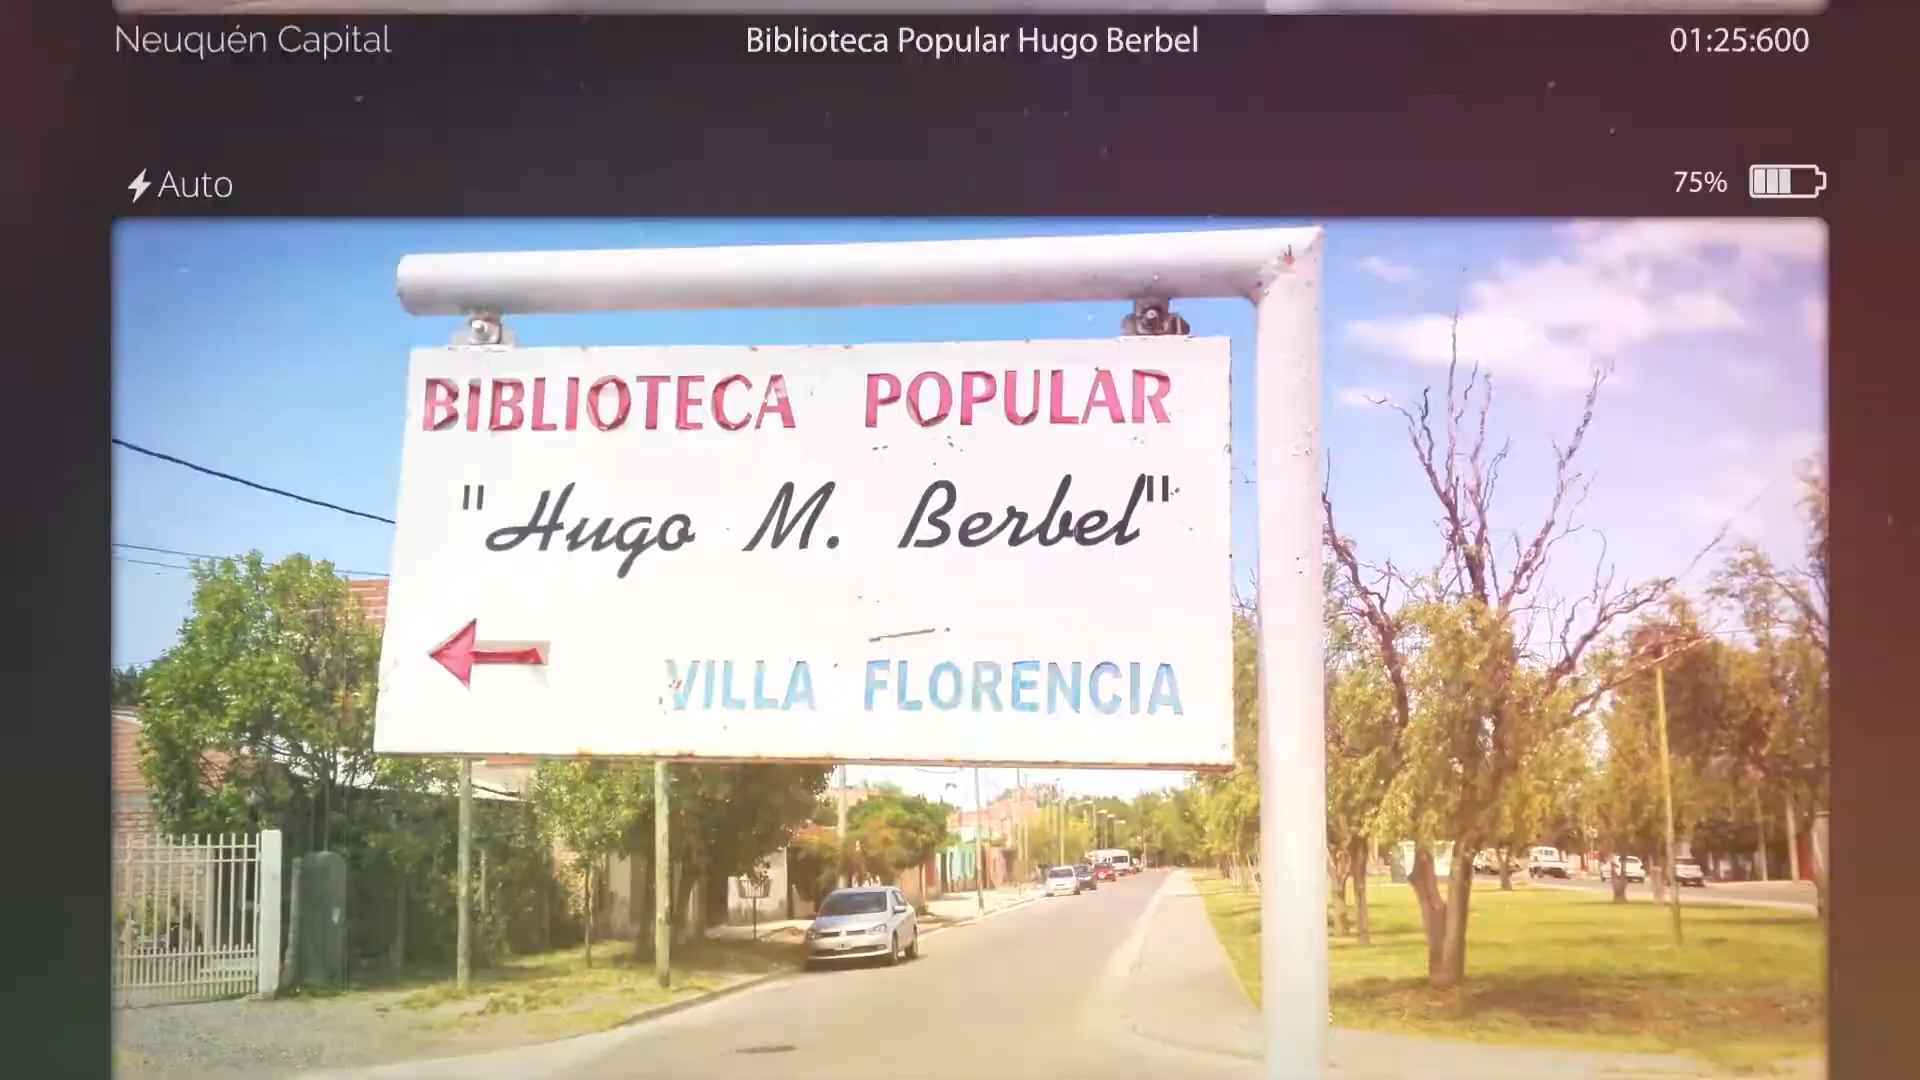 Neuquén Capital
Biblioteca Popular Hugo Berbel
01:25:600
Auto
75%
BIBLIOTECA POPULAR
"Hugo M. Berbel"
VILLA FLORENCIA